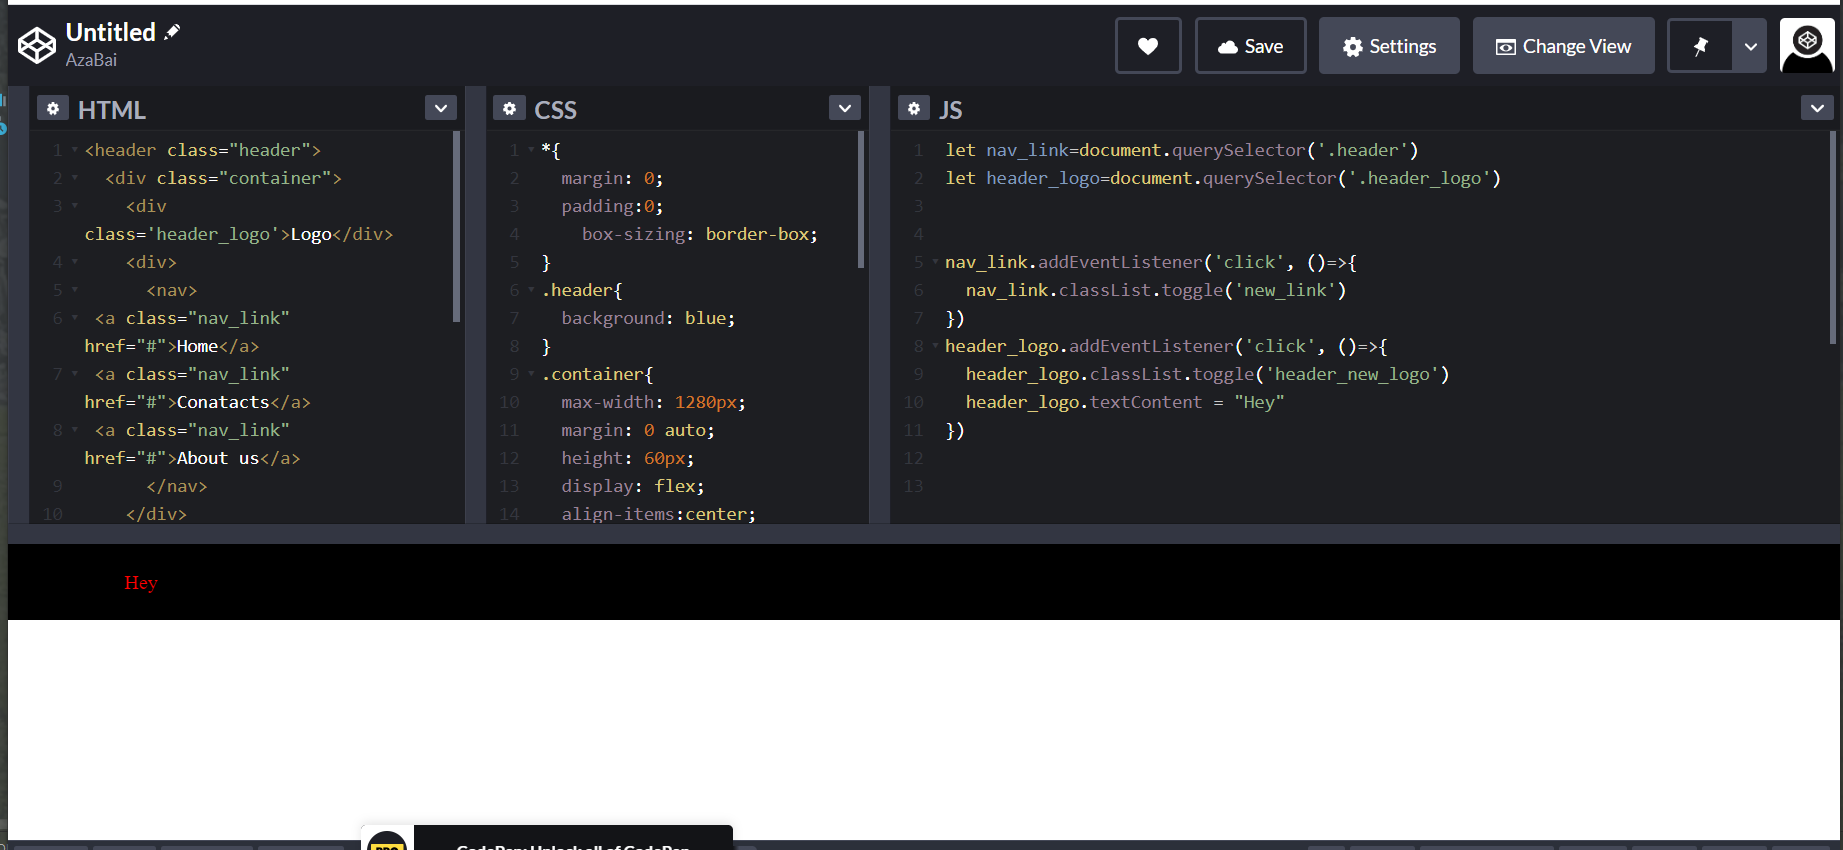 Untitled
AzaBai
Save
Settings
Change View
HTML
1 <header class="header">
2 <div class="container">
3 <div
class='header_logo'>Logo</div>
4 <div>
5 <nav>
6 <a class="nav_link"
href="#">Home</a>
7 <a class="nav_link"
href="#">Conatacts</a>
8 <a class="nav_link"
href="#">About us</a>
9 </nav>
10 </div>
CSS
1 *{
2 margin: 0;
3 padding:0;
4 box-sizing: border-box;
5 }
6 .header{
7 background: blue;
8 }
9 .container{
10 max-width: 1280px;
11 margin: 0 auto;
12 height: 60px;
13 display: flex;
14 align-items:center;
JS
1 let nav_link=document.querySelector('.header')
2 let header_logo=document.querySelector('.header_logo')
3
4
5 nav_link.addEventListener('click', ()=>{
6 nav_link.classList.toggle('new_link')
7 })
8 header_logo.addEventListener('click', ()=>{
9 header_logo.classList.toggle('header_new_logo')
10 header_logo.textContent = "Hey"
11 })
12
13
Hey